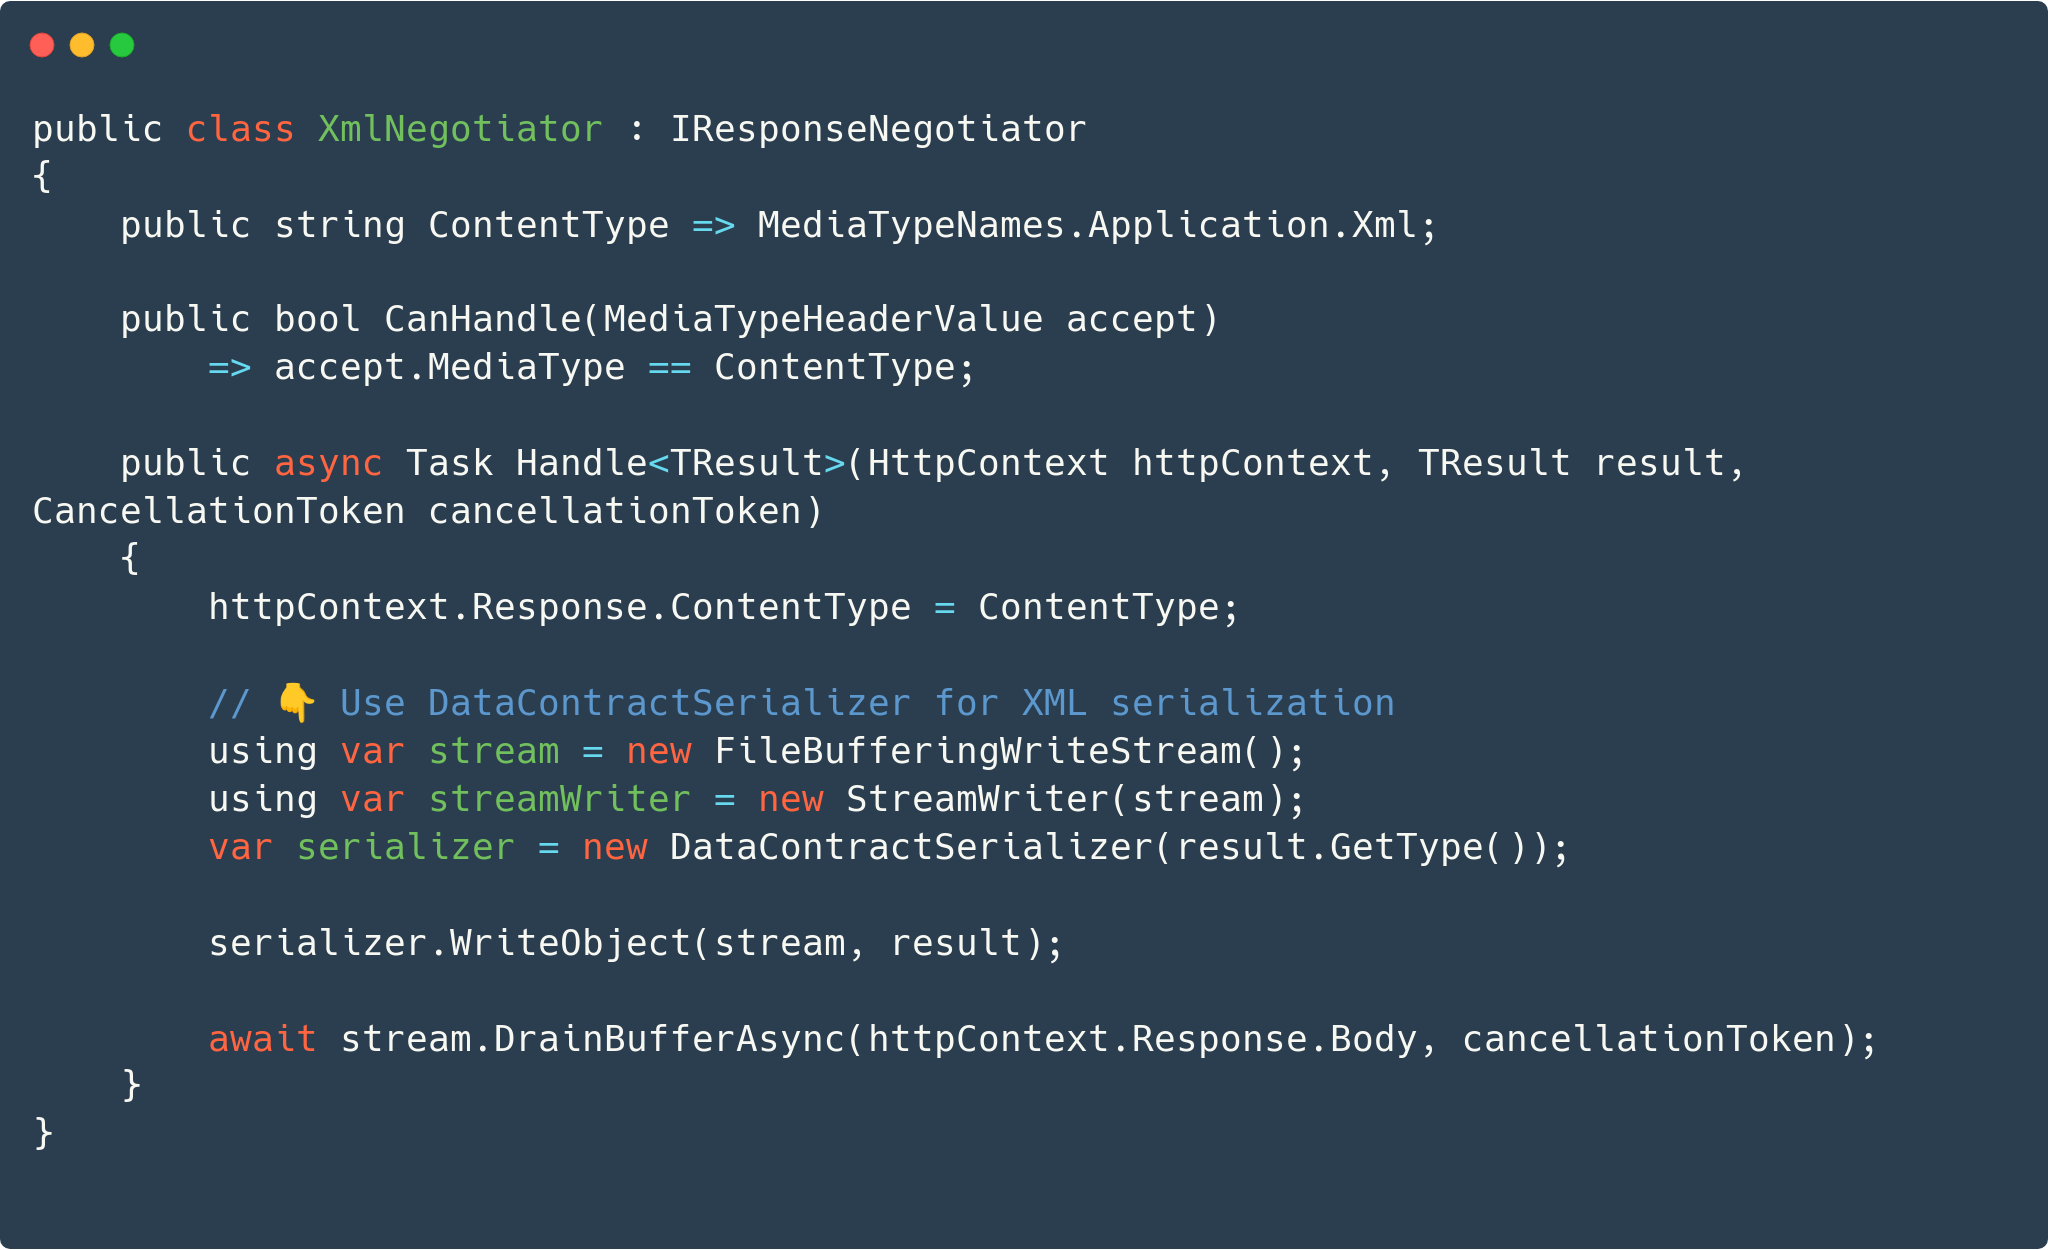 public class XmlNegotiator : IResponseNegotiator
{
    public string ContentType => MediaTypeNames.Application.Xml;

    public bool CanHandle(MediaTypeHeaderValue accept)
        => accept.MediaType == ContentType;

    public async Task Handle<TResult>(HttpContext httpContext, TResult result,
CancellationToken cancellationToken)
    {
        httpContext.Response.ContentType = ContentType;

        // 👇 Use DataContractSerializer for XML serialization
        using var stream = new FileBufferingWriteStream();
        using var streamWriter = new StreamWriter(stream);
        var serializer = new DataContractSerializer(result.GetType());

        serializer.WriteObject(stream, result);

        await stream.DrainBufferAsync(httpContext.Response.Body, cancellationToken);
    }
}